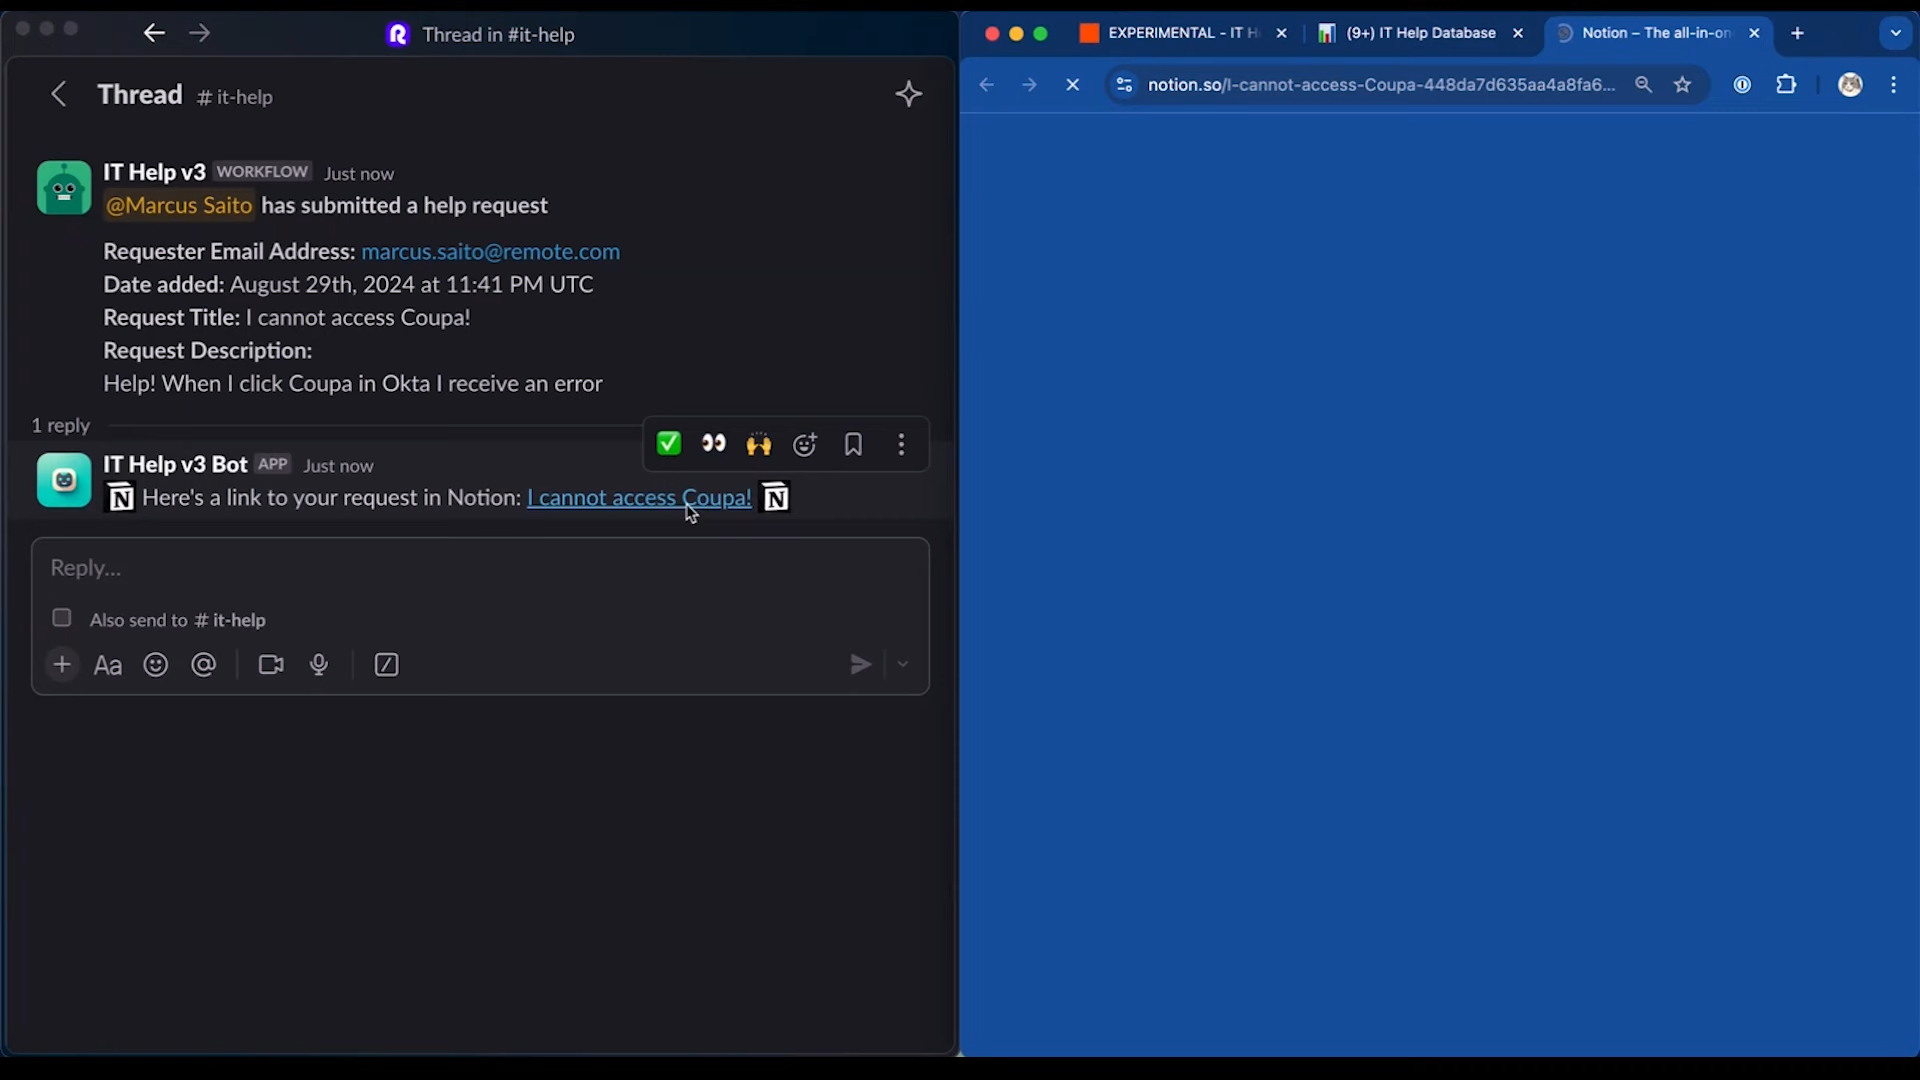 Thread in #it-help
Thread # it-help
IT Help v3 WORKFLOW Just now
@Marcus Saito has submitted a help request
Requester Email Address: marcus.saito@remote.com
Date added: August 29th, 2024 at 11:41 PM UTC
Request Title: I cannot access Coupa!
Request Description:
Help! When I click Coupa in Okta I receive an error
1 reply
IT Help v3 Bot APP Just now
Here's a link to your request in Notion: I cannot access Coupa!
Reply...
Also send to # it-help
Aa
EXPERIMENTAL - IT H
(9+) IT Help Database
Notion – The all-in-on
notion.so/I-cannot-access-Coupa-448da7d635aa4a8fa6...